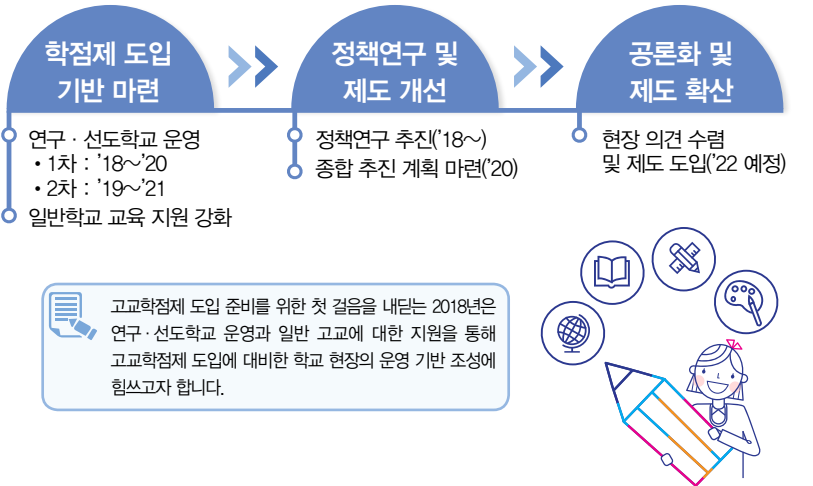 학점제 도입
기반 마련
정책연구 및
제도 개선
공론화 및
제도 확산
연구 · 선도학교 운영
• 1차 : ’18～’20
• 2차 : ’19～’21
일반학교 교육 지원 강화
정책연구 추진(’18～)
종합 추진 계획 마련(’20)
현장 의견 수렴
및 제도 도입(’22 예정)
고교학점제 도입 준비를 위한 첫 걸음을 내딛는 2018년은
연구 · 선도학교 운영과 일반 고교에 대한 지원을 통해
고교학점제 도입에 대비한 학교 현장의 운영 기반 조성에
힘쓰고자 합니다.